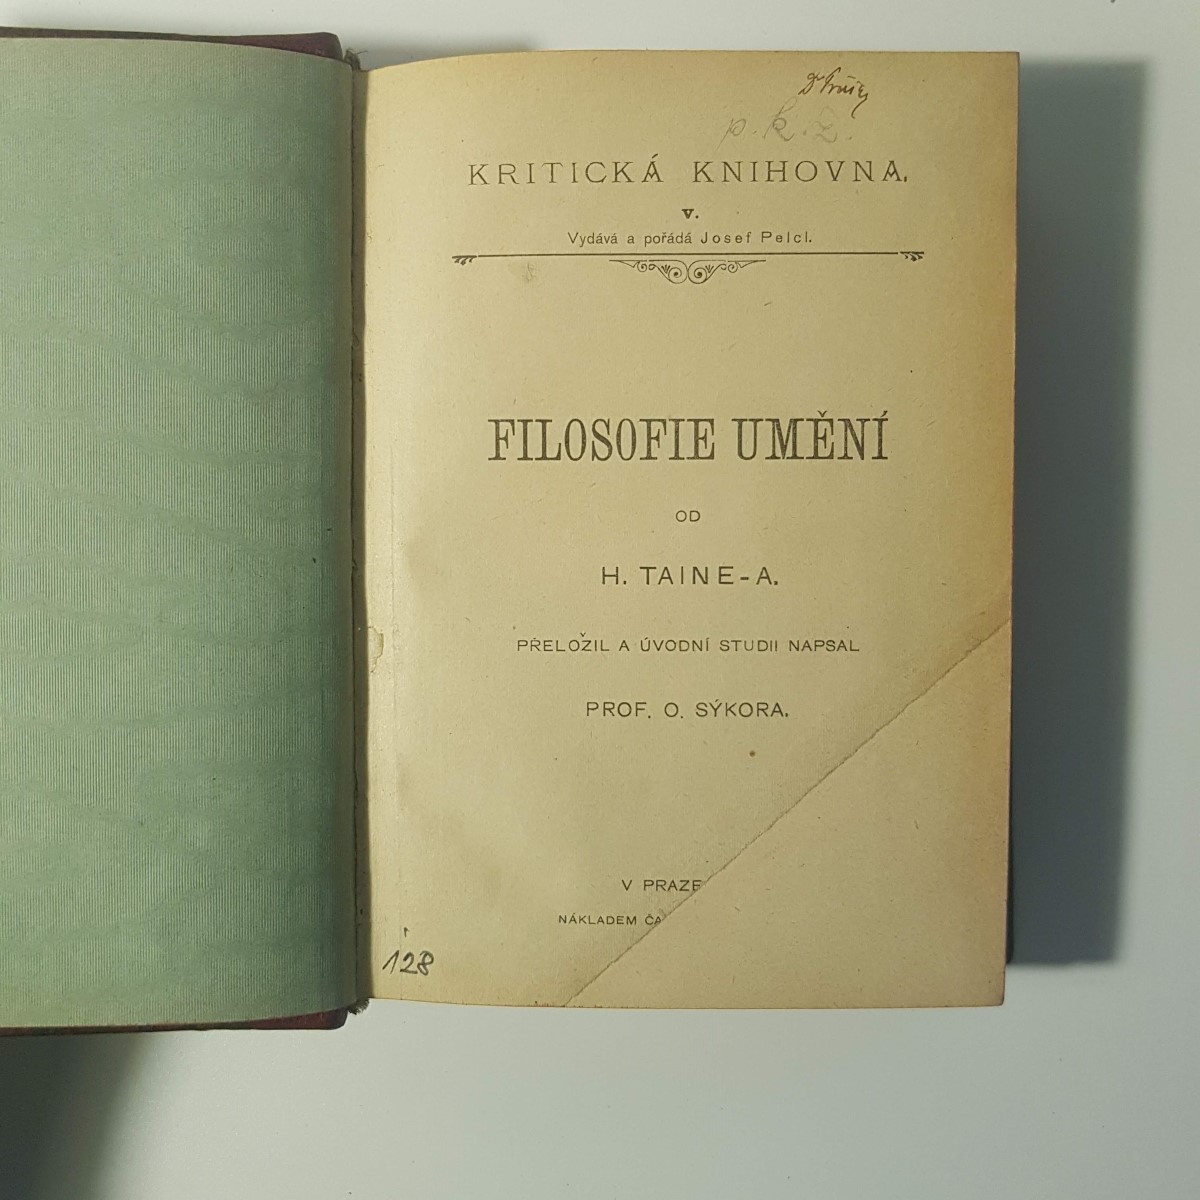 p. k. z.
KRITICKÁ KNIHOVNA.
V.
Vydává a pořádá Josef Pelcl.
FILOSOFIE UMĚNÍ
OD
H. TAINE-A.
PŘELOŽIL A ÚVODNÍ STUDII NAPSAL
PROF. O. SÝKORA.
V PRAZE
NÁKLADEM
128